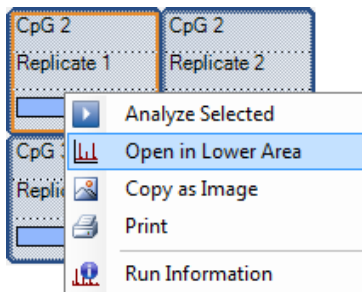 CpG 2
CpG 2
Replicate 1
Replicate 2
Analyze Selected
CpG
Open in Lower Area
Copy as Image
Print
Run Information